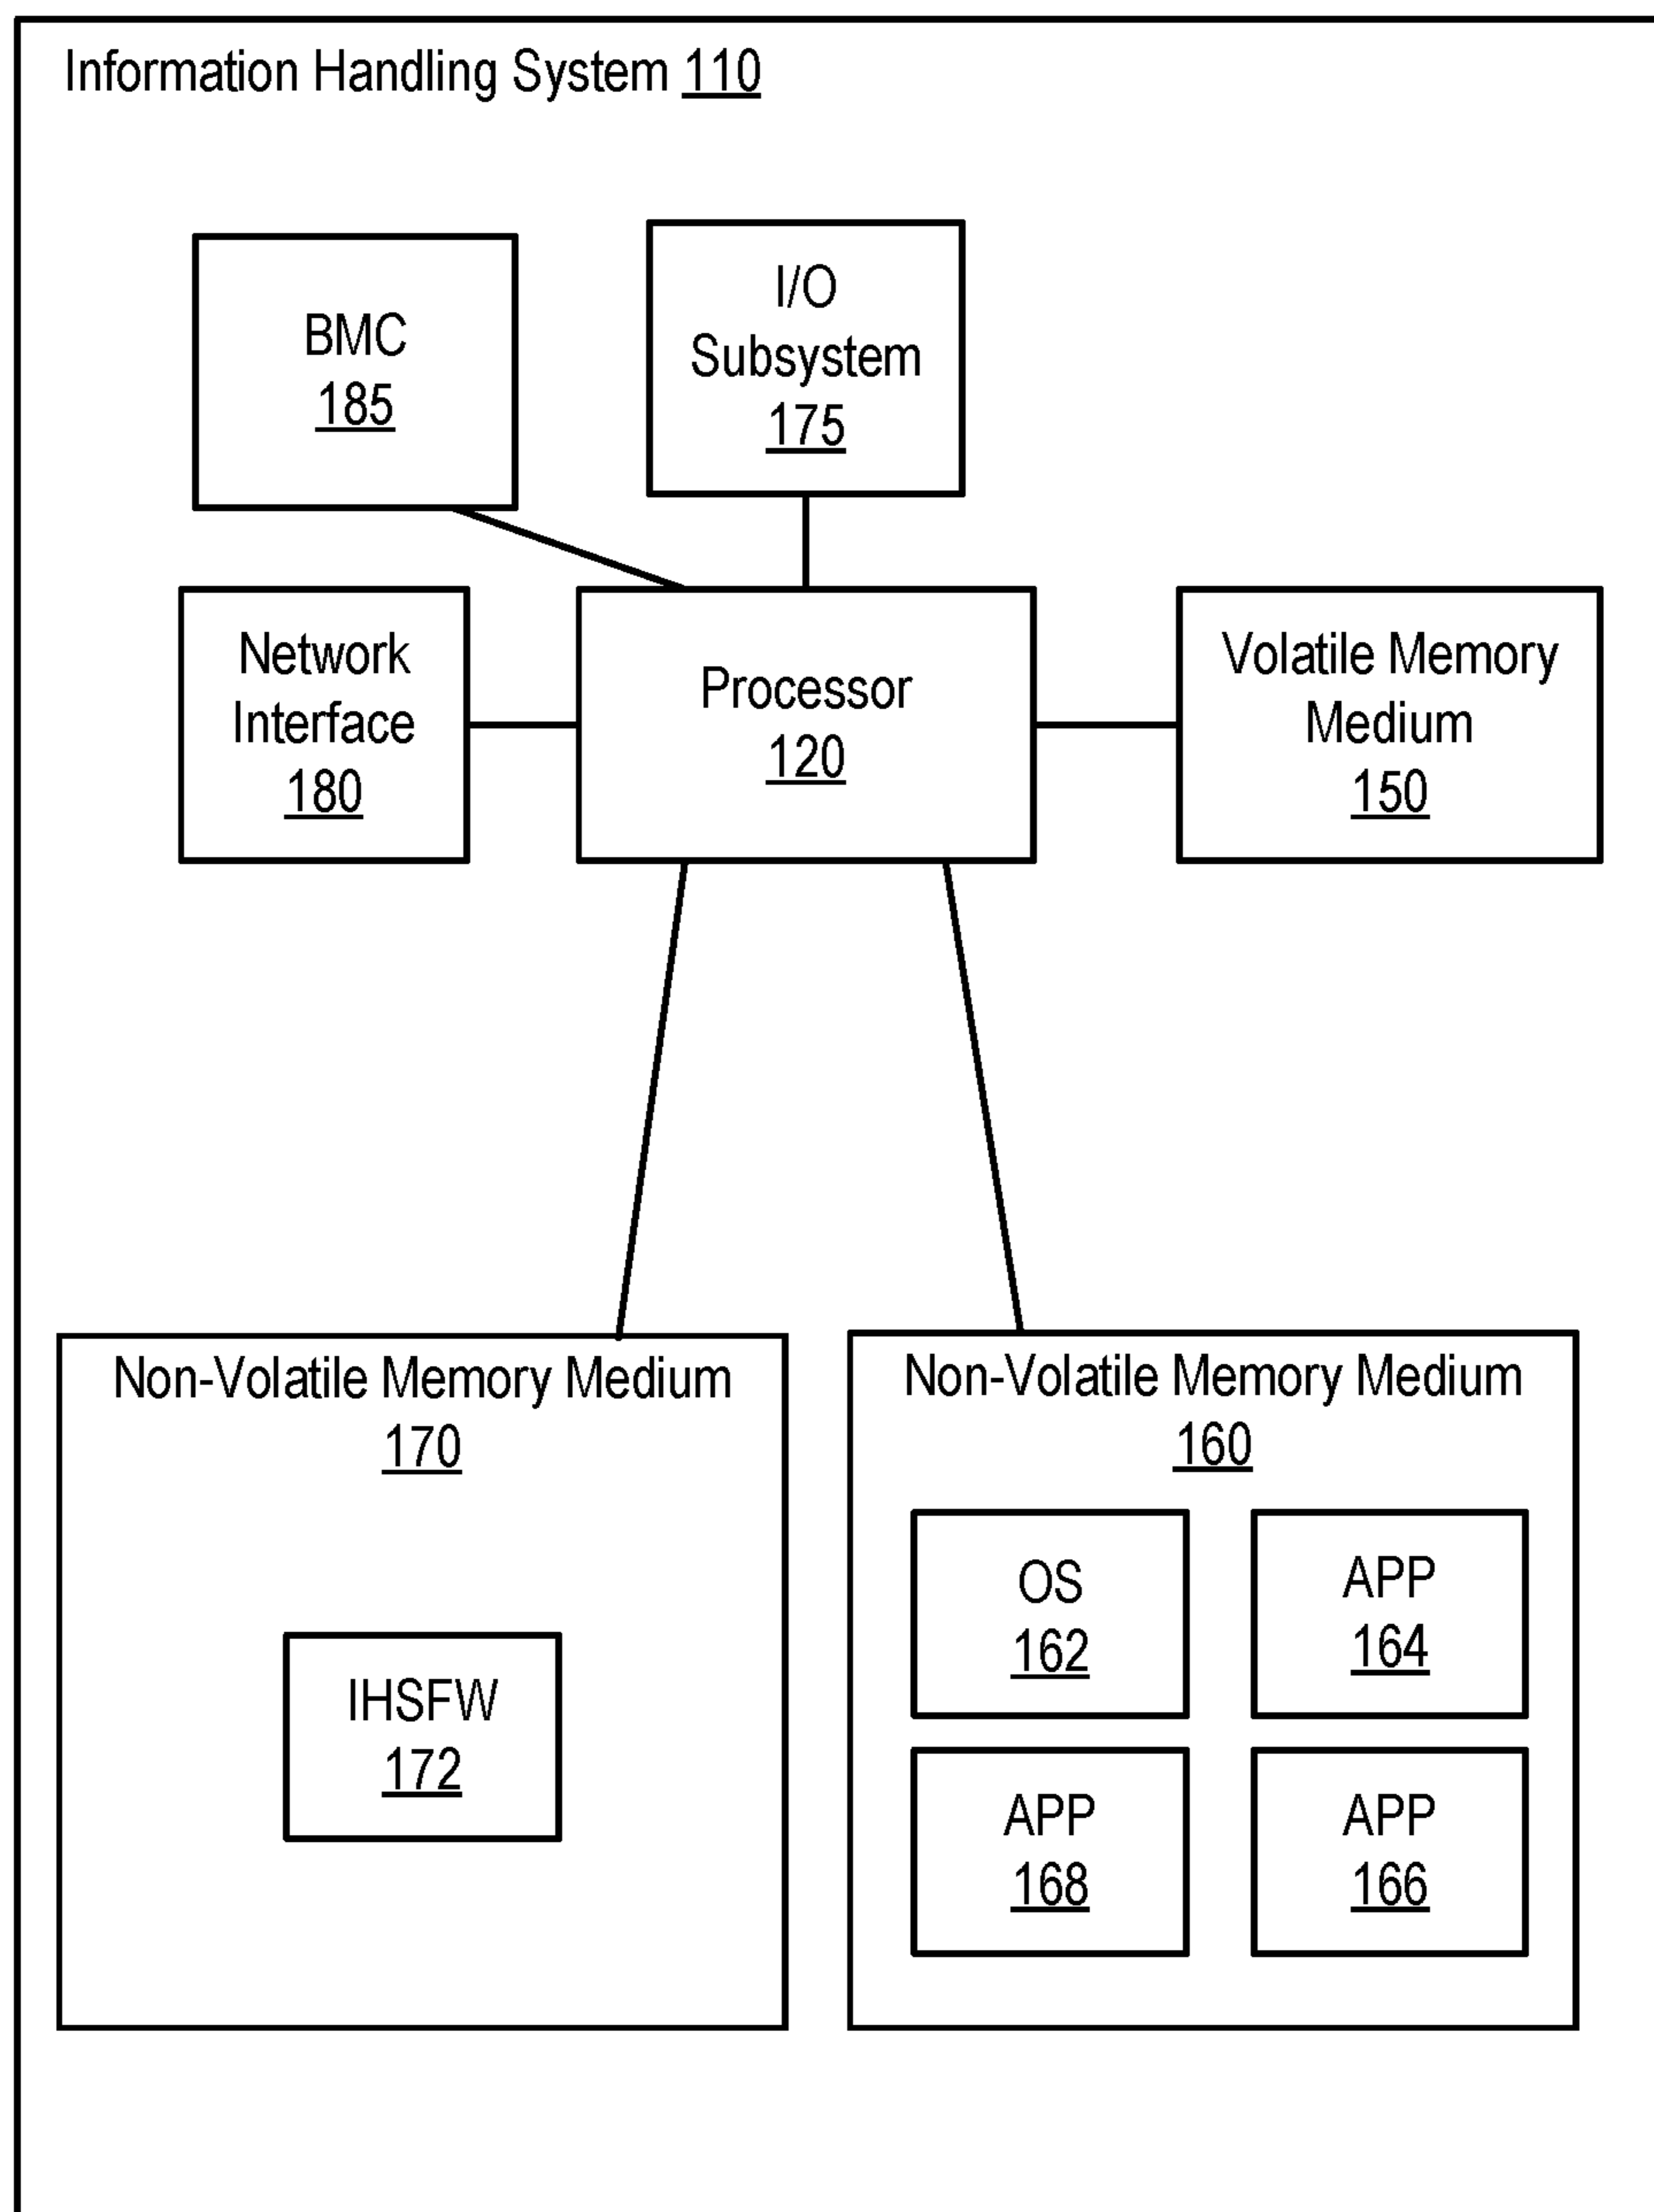 Information Handling System 110
BMC
185
I/O
Subsystem
175
Network
Interface
180
Processor
120
Volatile Memory
Medium
150
Non-Volatile Memory Medium
170
IHSFW
172
Non-Volatile Memory Medium
160
OS
162
APP
164
APP
168
APP
166